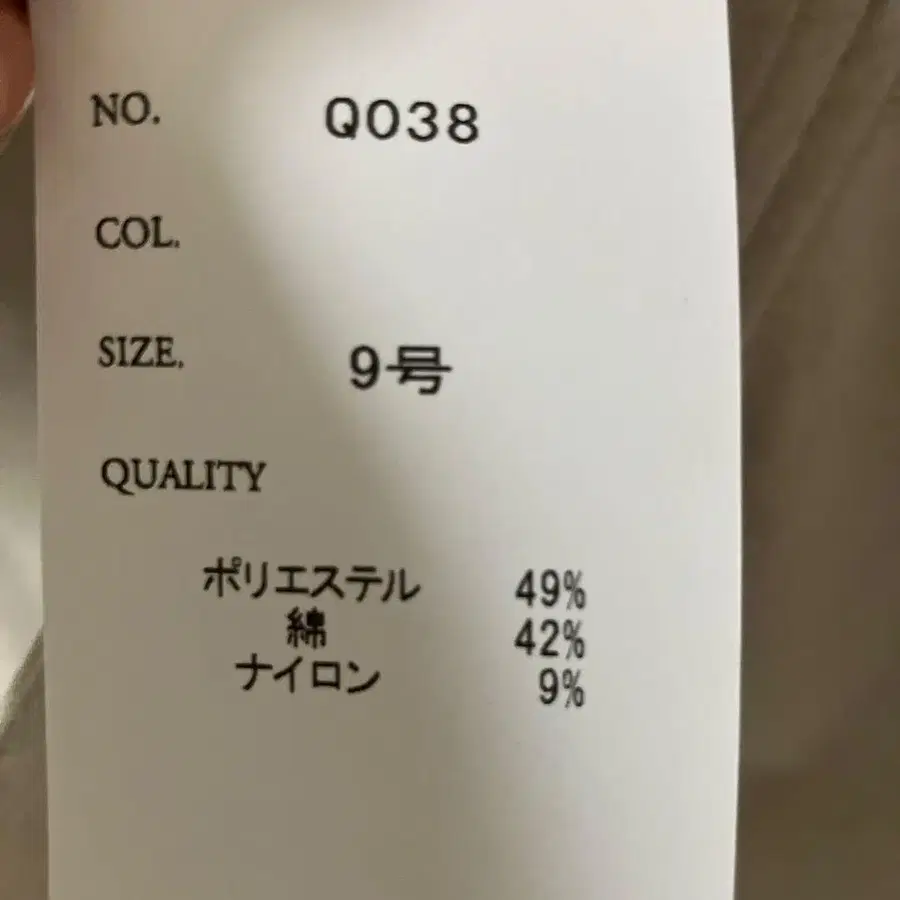 NO. Q038
COL.
SIZE. 9号
QUALITY
ポリエステル 49%
綿 42%
ナイロン 9%